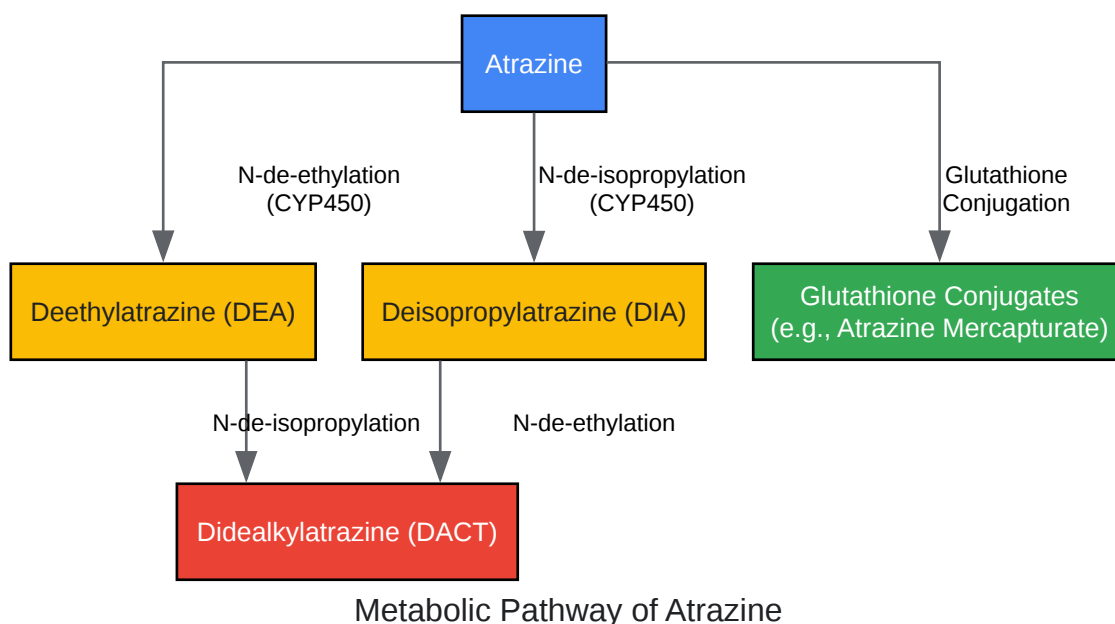 Atrazine
N-de-ethylation
(CYP450)
N-de-isopropylation
(CYP450)
Glutathione
Conjugation
Deethylatrazine (DEA)
Deisopropylatrazine (DIA)
Glutathione Conjugates
(e.g., Atrazine Mercapturate)
N-de-isopropylation
N-de-ethylation
Didealkylatrazine (DACT)
Metabolic Pathway of Atrazine